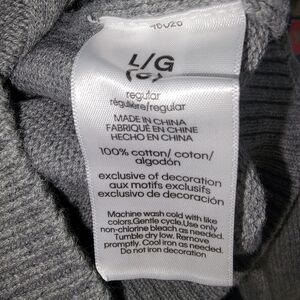 L/G
(G)
regular
régulière/regular
MADE IN CHINA
FABRIQUÉ EN CHINE
HECHO EN CHINA
100% cotton/ coton/
algodón
exclusive of decoration
aux motifs exclusifs
exclusivo de decoración
Machine wash cold with like
colors.Gentle cycle.Use only
non-chlorine bleach as needed.
Tumble dry low. Remove
promptly. Cool iron as needed.
Do not iron decoration